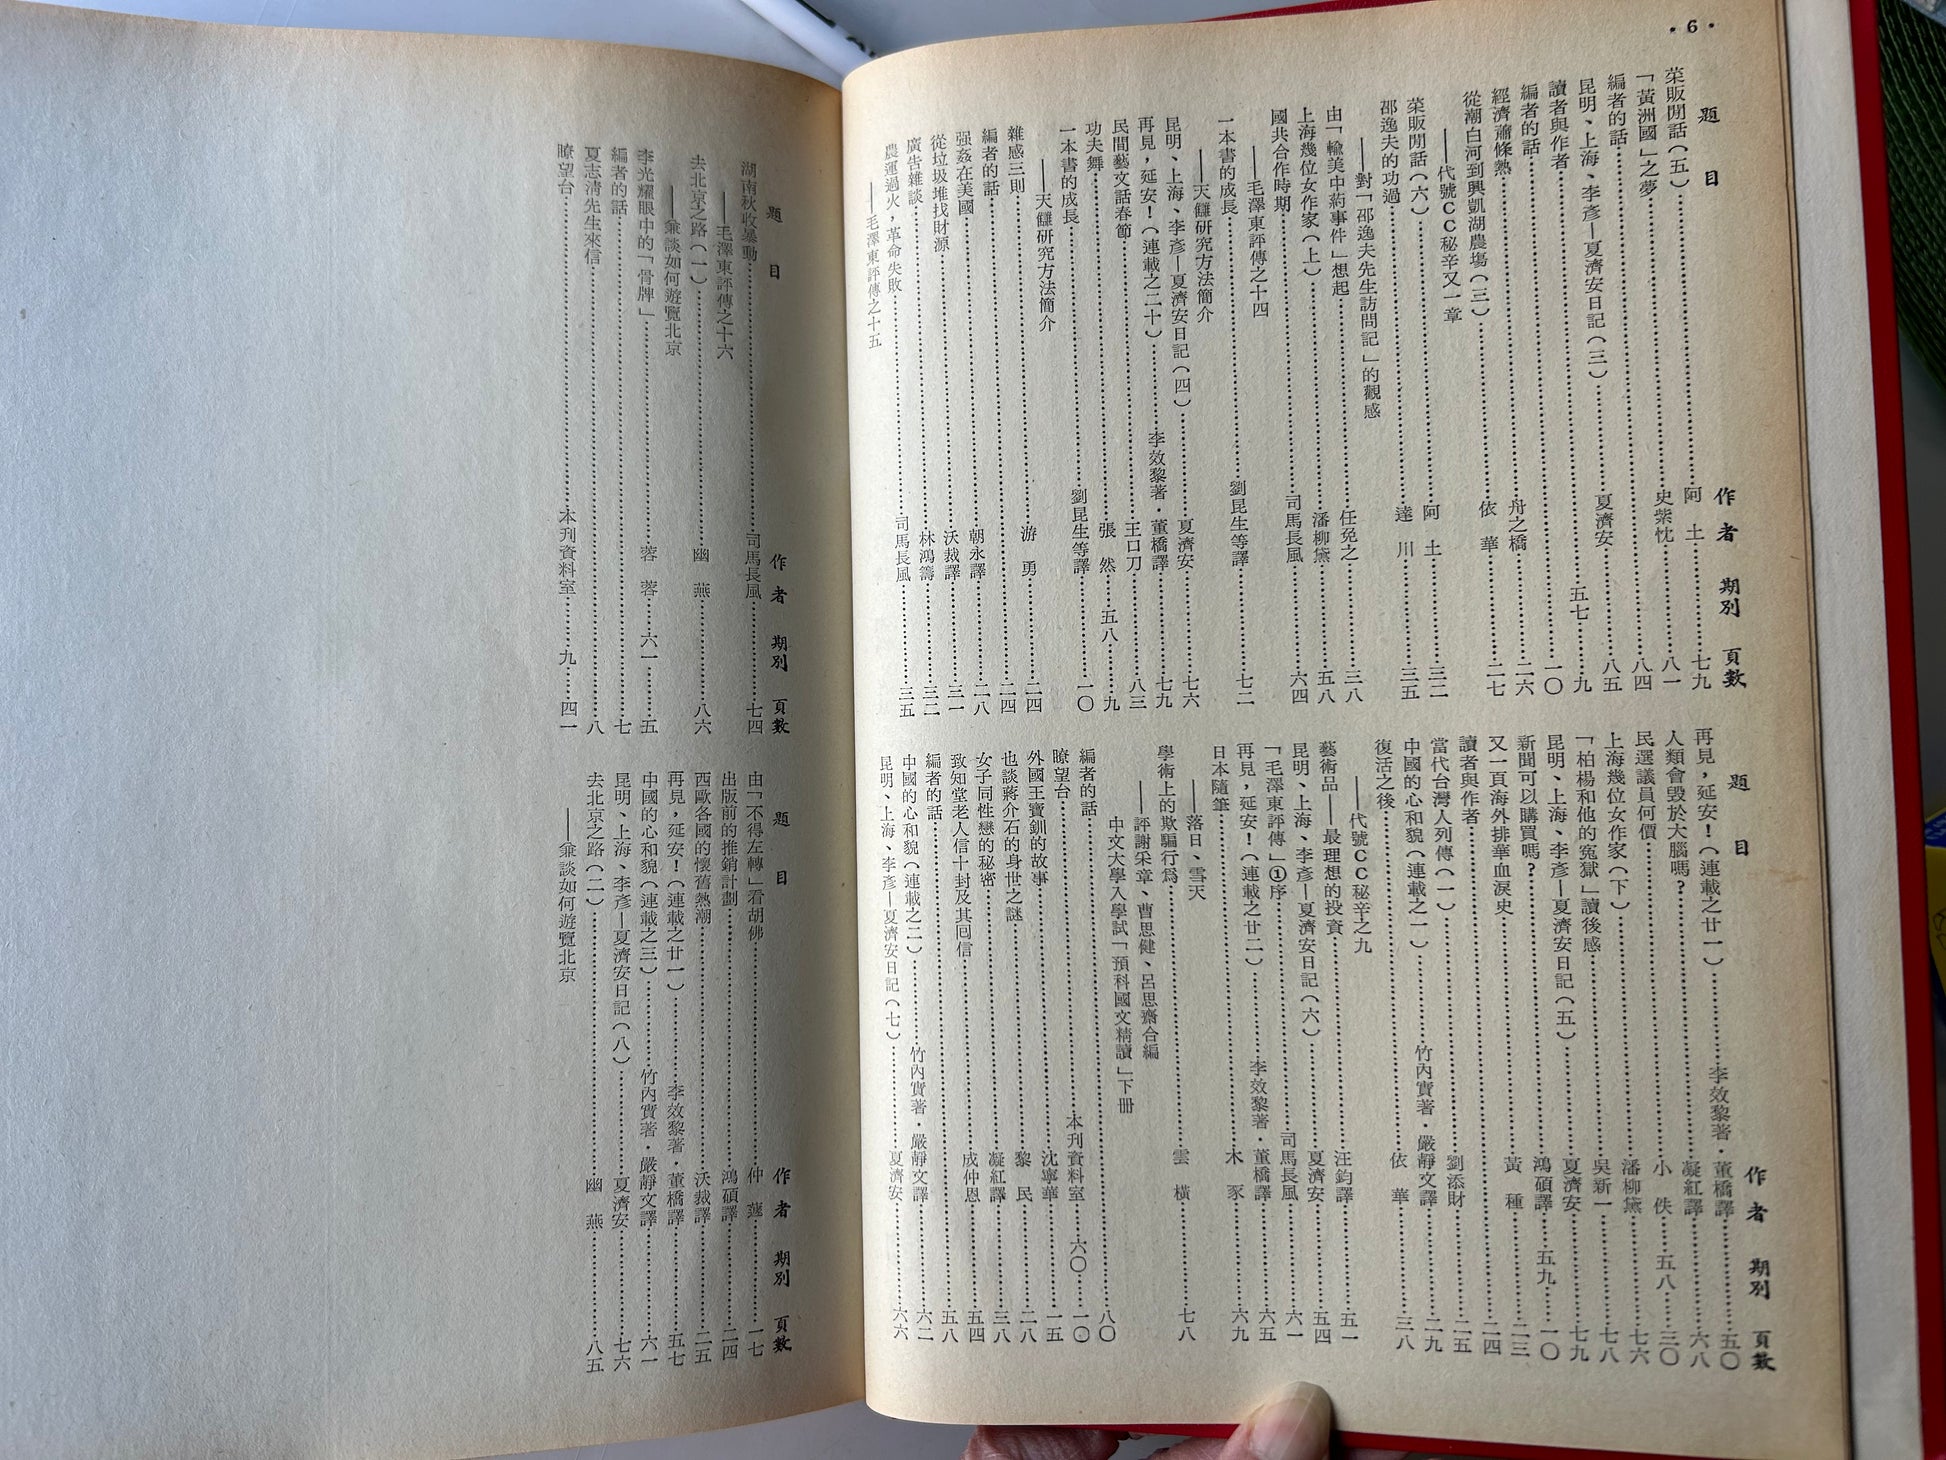 ·6·
題 目 作 者 期別 頁數
菜販閒話（五）…阿 土…七九
「黃洲國」之夢…史紫忱…八一
編者的話…八四
昆明、上海、李彥—夏濟安日記（三）…夏濟安…八五
讀者與作者…五七…九
編者的話…一〇
經濟蕭條熱…舟之橋…二六
從潮白河到興凱湖農場（三）…依 華…二七
——代號CC秘辛又一章
菜販閒話（六）…阿 土…三二
邵逸夫的功過…達 川…三五
——對「邵逸夫先生訪問記」的觀感
由「輸美中葯事件」想起…任免之…三八
上海幾位女作家（上）…潘柳黛…五八
國共合作時期…司馬長風…六四
——毛澤東評傳之十四
一本書的成長…劉昆生等譯…七二
——天讎研究方法簡介
昆明、上海、李彥—夏濟安日記（四）…夏濟安…七六
再見，延安！（連載之二十）…李效黎著·董橋譯…七九
民間藝文話春節…王口刀…八三
功夫舞…張 然…五八…九
一本書的成長…劉昆生等譯…一〇
——天讎研究方法簡介
雜感三則…游 勇…二四
編者的話…二四
强姦在美國…朝永譯…二八
從垃圾堆找財源…沃裁譯…三一
廣告雜談…林鴻籌…三二
農運過火，革命失敗…司馬長風…三五
——毛澤東評傳之十五
題 目 作 者 期別 頁數
再見，延安！（連載之廿一）…李效黎著·董橋譯…五〇
人類會毀於大腦嗎？…凝紅譯…六八
民選議員何價…小 佚…五八…三〇
上海幾位女作家（下）…潘柳黛…七六
「柏楊和他的冤獄」讀後感…吳新一…七八
昆明、上海、李彥—夏濟安日記（五）…夏濟安…七九
新聞可以購買嗎？…鴻碩譯…五九…一〇
又一頁海外排華血淚史…黃 種…二三
讀者與作者…二四
當代台灣人列傳（一）…劉添財…二五
中國的心和貌（連載之一）…竹內實著·嚴靜文譯…二九
復活之後…依 華…三八
——代號CC秘辛之九
藝術品——最理想的投資…汪鈞譯…五一
昆明、上海、李彥—夏濟安日記（六）…夏濟安…五四
「毛澤東評傳」①序…司馬長風…六一
再見，延安！（連載之廿二）…李效黎著·董橋譯…六五
日本隨筆…木 豕…六九
——落日、雪天
學術上的欺騙行爲…雲 橫…七八
——評謝采章、曹思健、呂思齋合編
中文大學入學試「預科國文精讀」下冊
編者的話…八〇
瞭望台…本刊資料室…六〇…一〇
外國王寶釧的故事…沈寧華…一五
也談蔣介石的身世之謎…黎 民…二八
女子同性戀的秘密…凝紅譯…三八
致知堂老人信十封及其囘信…成仲恩…五四
編者的話…五八
中國的心和貌（連載之二）…竹內實著·嚴靜文譯…六二
昆明、上海、李彥—夏濟安日記（七）…夏濟安…六六
題 目 作 者 期別 頁數
湖南秋收暴動…司馬長風…七四
——毛澤東評傳之十六
去北京之路（一）…幽 燕…八六
——兼談如何遊覽北京
李光耀眼中的「骨牌」…蓉 蓉…六一…五
編者的話…七
夏志清先生來信…八
瞭望台…本刊資料室…九…四一
題 目 作 者 期別 頁數
由「不得左轉」看胡佛…仲 蘧…一七
出版前的推銷計劃…鴻碩譯…二四
西歐各國的懷舊熱潮…沃裁譯…二五
再見，延安！（連載之廿一）…李效黎著·董橋譯…五七
中國的心和貌（連載之三）…竹內實著·嚴靜文譯…六一
昆明、上海、李彥—夏濟安日記（八）…夏濟安…七六
去北京之路（二）…幽 燕…八五
——兼談如何遊覽北京